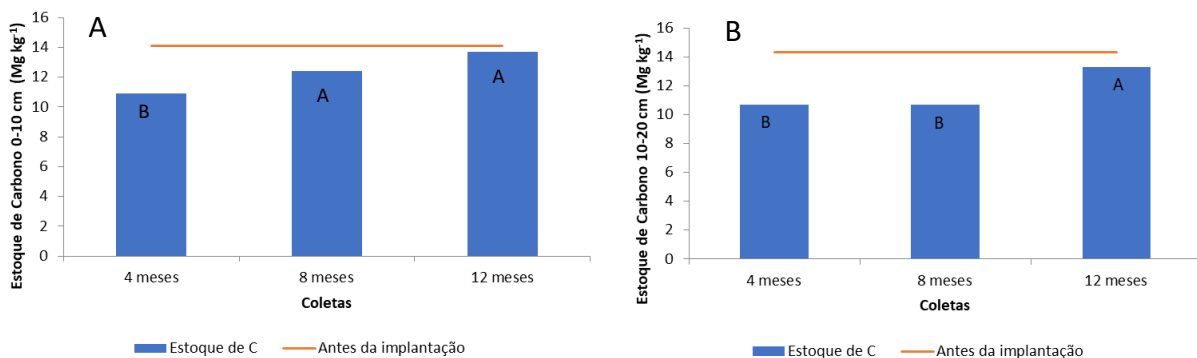 A
Estoque de Carbono 0-10 cm (Mg kg⁻¹)
16
14
12
10
8
6
4
2
0
B
A
A
4 meses
8 meses
12 meses
Coletas
Estoque de C
Antes da implantação
B
Estoque de Carbono 10-20 cm (Mg kg⁻¹)
16
14
12
10
8
6
4
2
0
B
B
A
4 meses
8 meses
12 meses
Coletas
Estoque de C
Antes da implantação